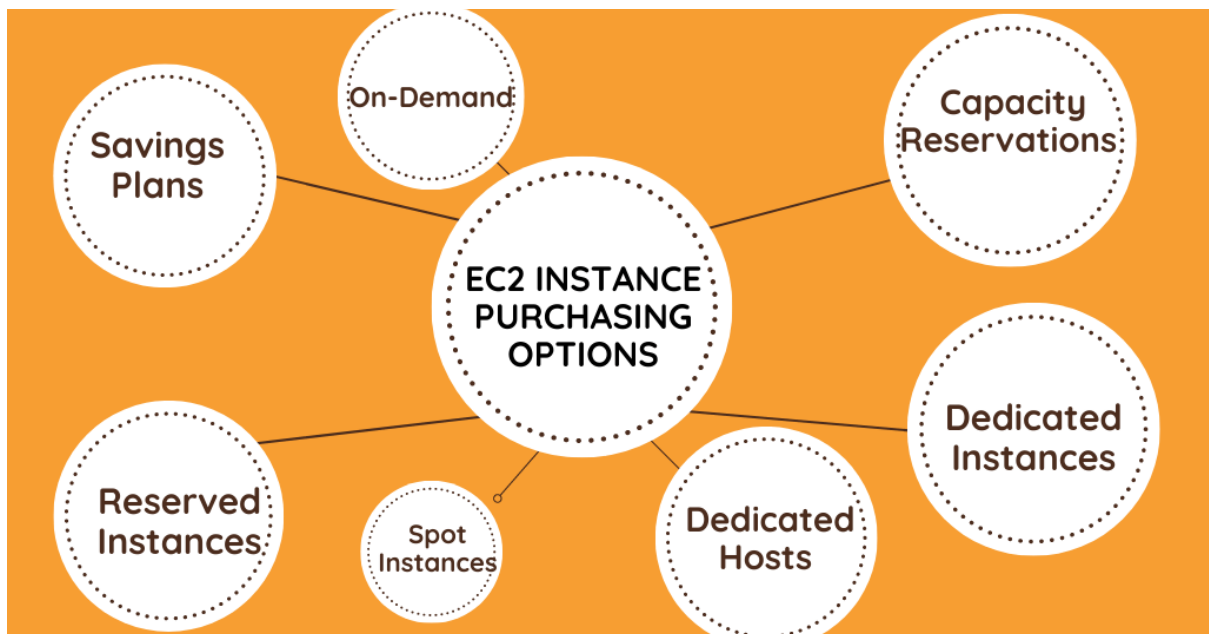 On-Demand
Savings
Plans
Capacity
Reservations
EC2 INSTANCE
PURCHASING
OPTIONS
Dedicated
Instances
Reserved
Instances
Spot
Instances
Dedicated
Hosts